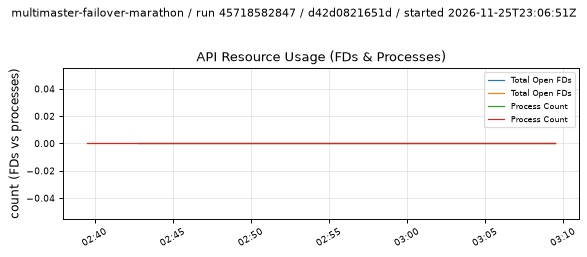 multimaster-failover-marathon / run 45718582847 / d42d0821651d / started 2026-11-25T23:06:51Z
API Resource Usage (FDs & Processes)
count (FDs vs processes)
0.04
0.02
0.00
−0.02
−0.04
Total Open FDs
Total Open FDs
Process Count
Process Count
02:40
02:45
02:50
02:55
03:00
03:05
03:10